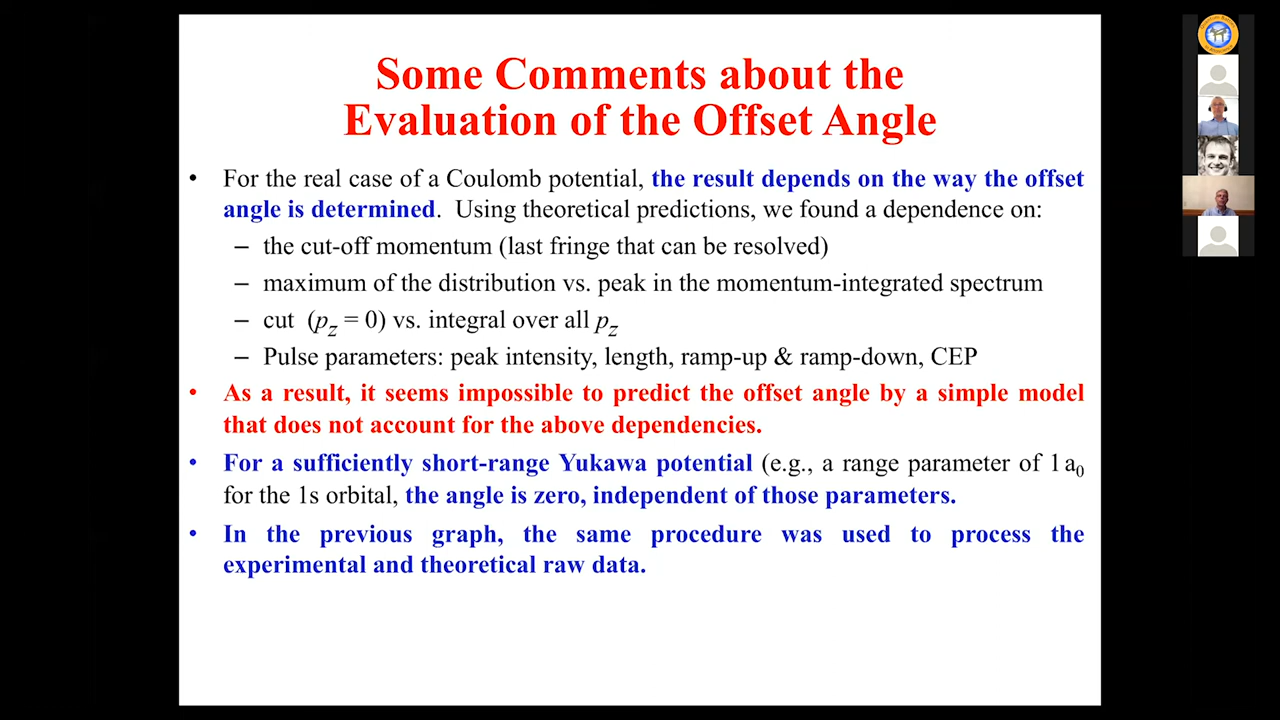 Some Comments about the
Evaluation of the Offset Angle
• For the real case of a Coulomb potential, the result depends on the way the offset
angle is determined. Using theoretical predictions, we found a dependence on:
– the cut-off momentum (last fringe that can be resolved)
– maximum of the distribution vs. peak in the momentum-integrated spectrum
– cut (pz = 0) vs. integral over all pz
– Pulse parameters: peak intensity, length, ramp-up & ramp-down, CEP
• As a result, it seems impossible to predict the offset angle by a simple model
that does not account for the above dependencies.
• For a sufficiently short-range Yukawa potential (e.g., a range parameter of 1 a0
for the 1s orbital, the angle is zero, independent of those parameters.
• In the previous graph, the same procedure was used to process the
experimental and theoretical raw data.